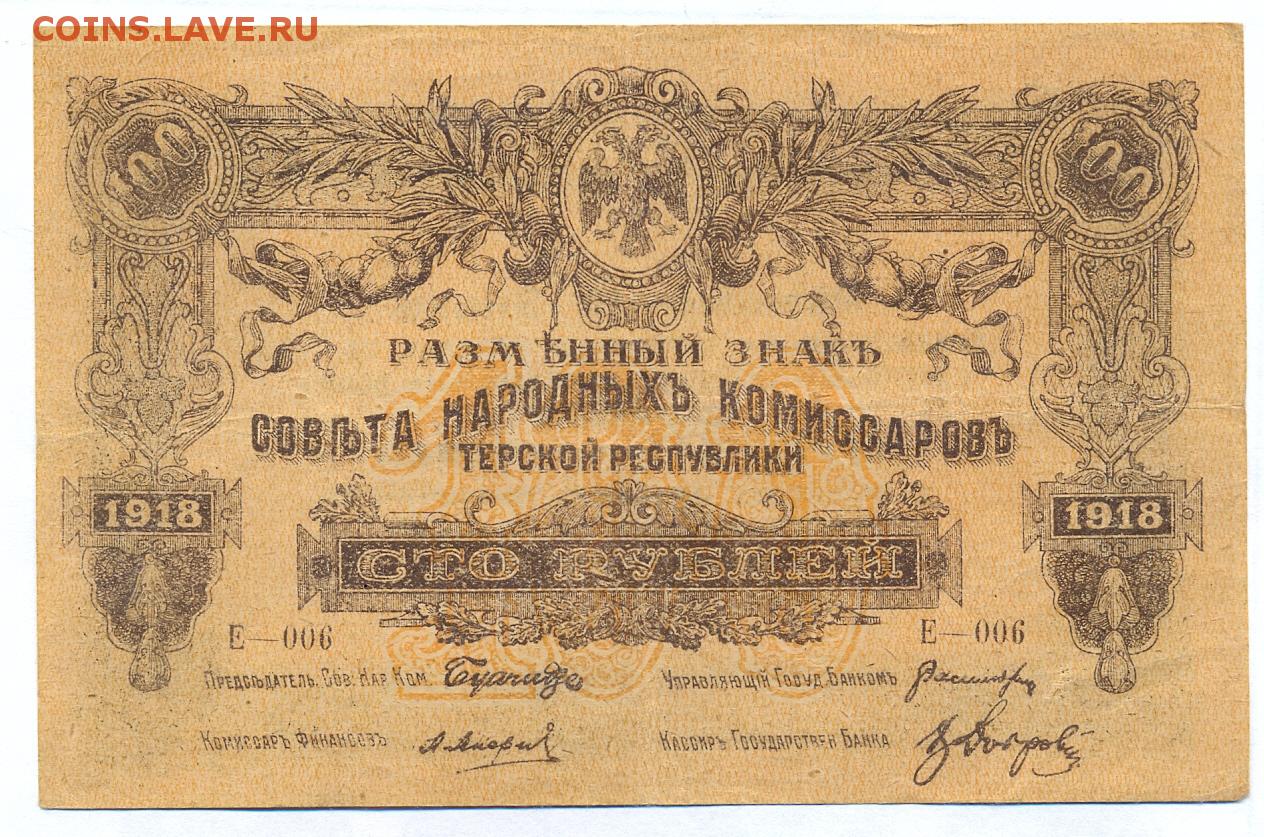 COINS.LAVE.RU
100 100
РАЗМѢННЫЙ ЗНАКЪ
СОВѢТА НАРОДНЫХЪ КОМИССАРОВЪ
ТЕРСКОЙ РЕСПУБЛИКИ
1918 1918
СТО РУБЛЕЙ
Е—006 Е—006
ПРЕДСѢДАТЕЛЬ. СОВ: НАР КОМ. Буачидзе УПРАВЛЯЮЩІЙ ГОСУД. БАНКОМЪ
КОМИССАРЪ ФИНАНСОВЪ КАССИРЪ ГОСУДАРСТВЕН БАНКА